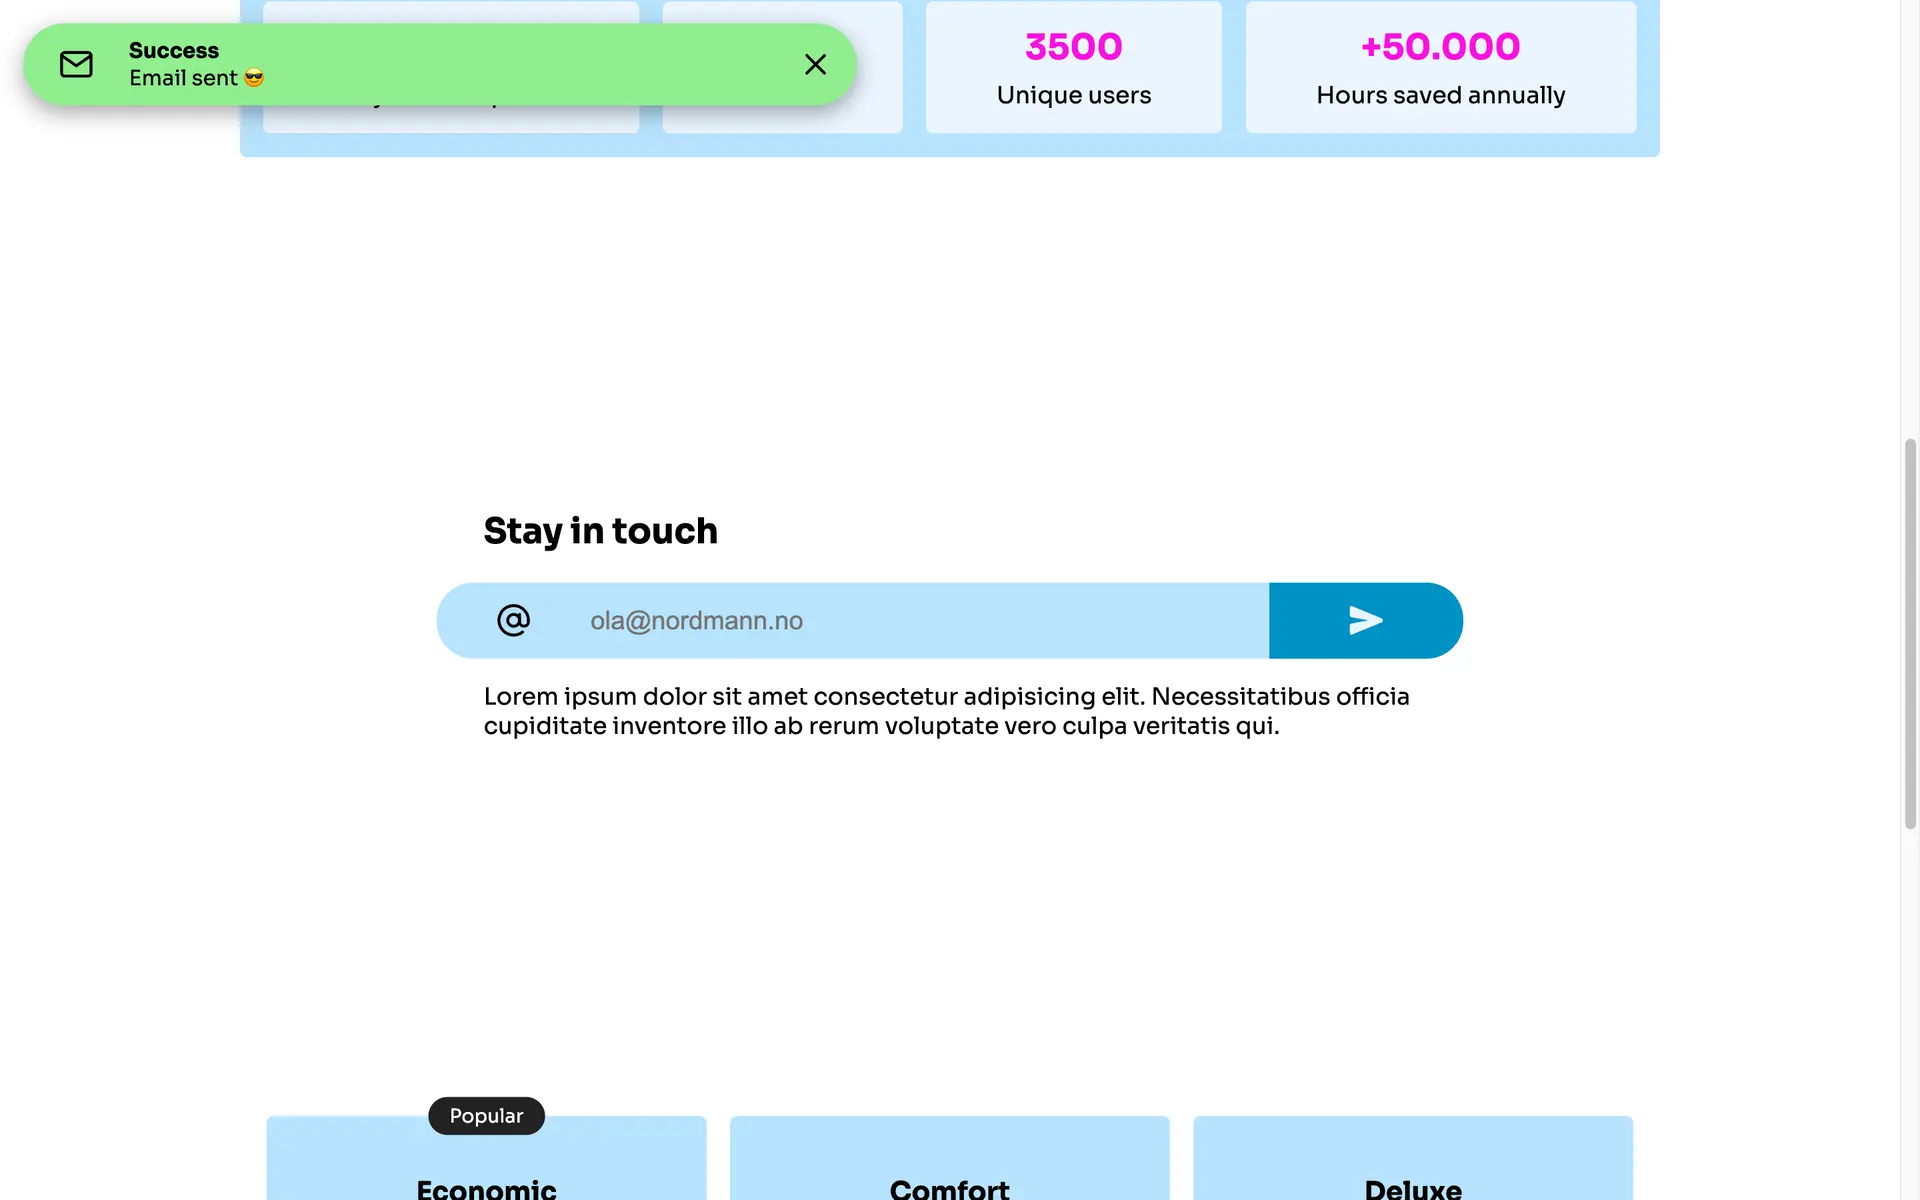 Success
Email sent 😎
3500
Unique users
+50.000
Hours saved annually
Stay in touch
ola@nordmann.no
Lorem ipsum dolor sit amet consectetur adipisicing elit. Necessitatibus officia
cupiditate inventore illo ab rerum voluptate vero culpa veritatis qui.
Popular
Economic
Comfort
Deluxe